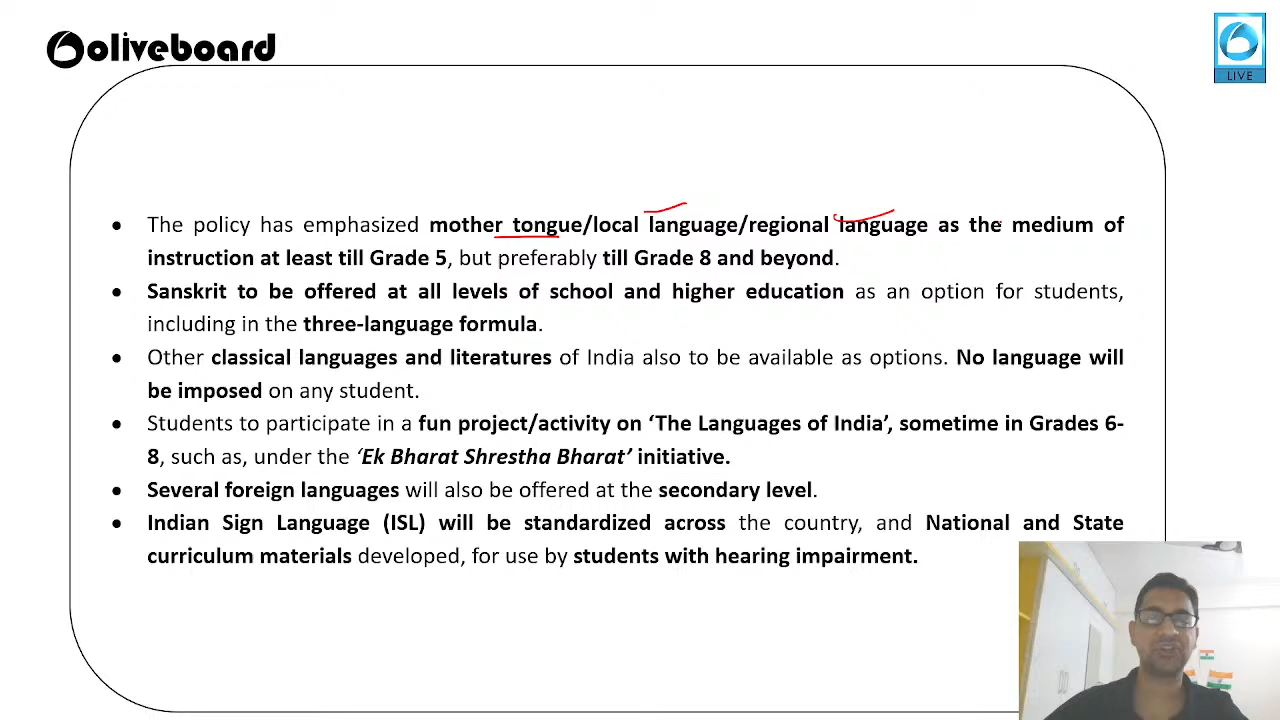 oliveboard
LIVE
• The policy has emphasized mother tongue/local language/regional language as the medium of
instruction at least till Grade 5, but preferably till Grade 8 and beyond.
• Sanskrit to be offered at all levels of school and higher education as an option for students,
including in the three-language formula.
• Other classical languages and literatures of India also to be available as options. No language will
be imposed on any student.
• Students to participate in a fun project/activity on ‘The Languages of India’, sometime in Grades 6-
8, such as, under the ‘Ek Bharat Shrestha Bharat’ initiative.
• Several foreign languages will also be offered at the secondary level.
• Indian Sign Language (ISL) will be standardized across the country, and National and State
curriculum materials developed, for use by students with hearing impairment.